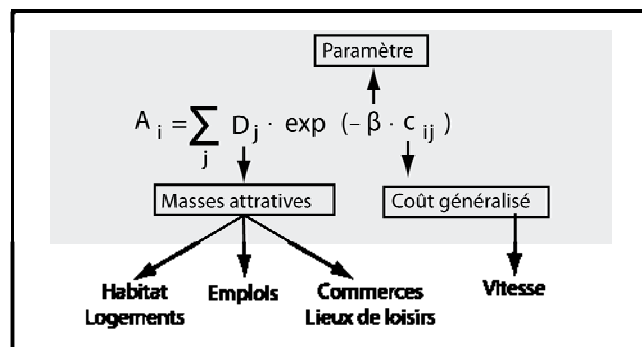 Paramètre
A i = ∑ j D j · exp (– β · c ij )
Masses attratives
Coût généralisé
Habitat
Logements
Emplois
Commerces
Lieux de loisirs
Vitesse